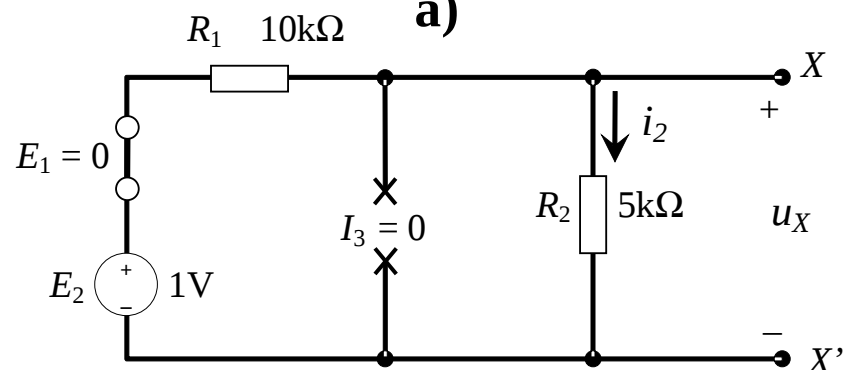 a)
R₁ 10kΩ
X
+
i₂
E₁ = 0
R₂ 5kΩ
I₃ = 0
uX
+
E₂ 1V
−
−
X’